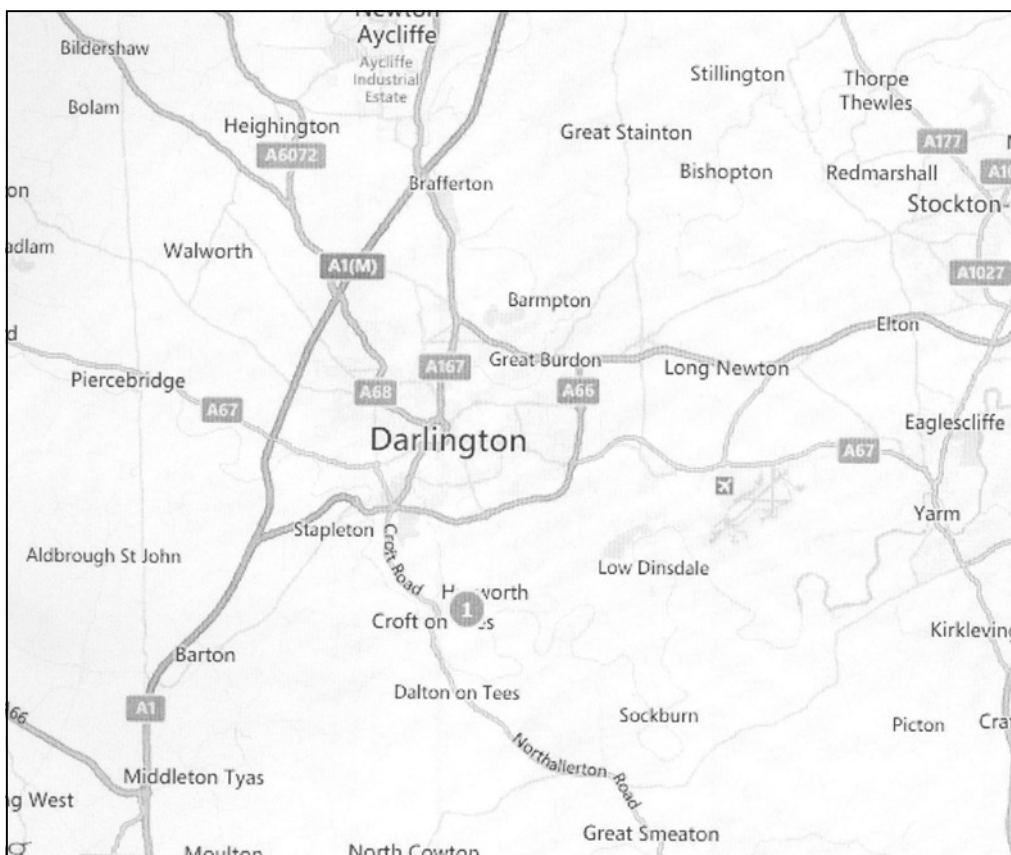 Newton
Aycliffe
Bildershaw
Aycliffe
Industrial
Estate
Stillington
Thorpe
Thewles
Bolam
Heighington
Great Stainton
A177
A6072
Bishopton
Redmarshall
Brafferton
Stockton-
Walworth
A1(M)
A1027
Barmpton
Elton
Great Burdon
Long Newton
A167
Piercebridge
A68
A66
A67
Eaglescliffe
Darlington
A67
Yarm
Stapleton
Croft Road
Aldbrough St John
Low Dinsdale
1
Croft on
Barton
Dalton on Tees
A1
Sockburn
Picton
Northallerton Road
Middleton Tyas
Great Smeaton
Moulton
North Cowton